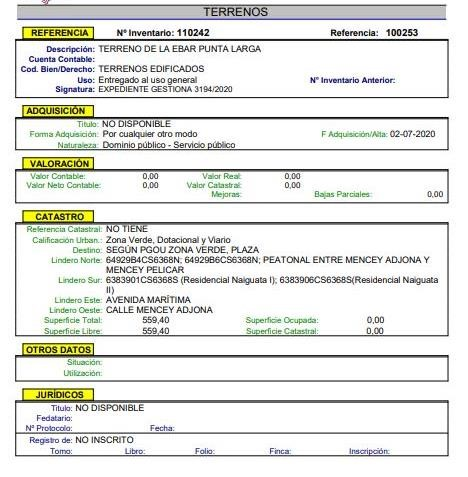 TERRENOS
REFERENCIA Nº Inventario: 110242 Referencia: 100253
Descripción: TERRENO DE LA EBAR PUNTA LARGA
Cuenta Contable:
Cod. Bien/Derecho: TERRENOS EDIFICADOS
Uso: Entregado al uso general Nº Inventario Anterior:
Signatura: EXPEDIENTE GESTIONA 3194/2020
ADQUISICIÓN
Título: NO DISPONIBLE
Forma Adquisición: Por cualquier otro modo F Adquisición/Alta: 02-07-2020
Naturaleza: Dominio público - Servicio público
VALORACIÓN
Valor Contable: 0,00 Valor Real: 0,00
Valor Neto Contable: 0,00 Valor Catastral: 0,00
Mejoras: Bajas Parciales: 0,00
CATASTRO
Referencia Catastral: NO TIENE
Calificación Urban.: Zona Verde, Dotacional y Viario
Destino: SEGÚN PGOU ZONA VERDE, PLAZA
Lindero Norte: 64929B4CS6368N; 64929B6CS6368N; PEATONAL ENTRE MENCEY ADJONA Y
MENCEY PELICAR
Lindero Sur: 6383901CS6368S (Residencial Naiguata I); 6383906CS6368S(Residencial Naiguata
II)
Lindero Este: AVENIDA MARÍTIMA
Lindero Oeste: CALLE MENCEY ADJONA
Superficie Total: 559,40 Superficie Ocupada: 0,00
Superficie Libre: 559,40 Superficie Catastral: 0,00
OTROS DATOS
Situación:
Utilización:
JURÍDICOS
Título: NO DISPONIBLE
Fedatario:
Nº Protocolo: Fecha:
Registro de: NO INSCRITO
Tomo: Libro: Folio: Finca: Inscripción: